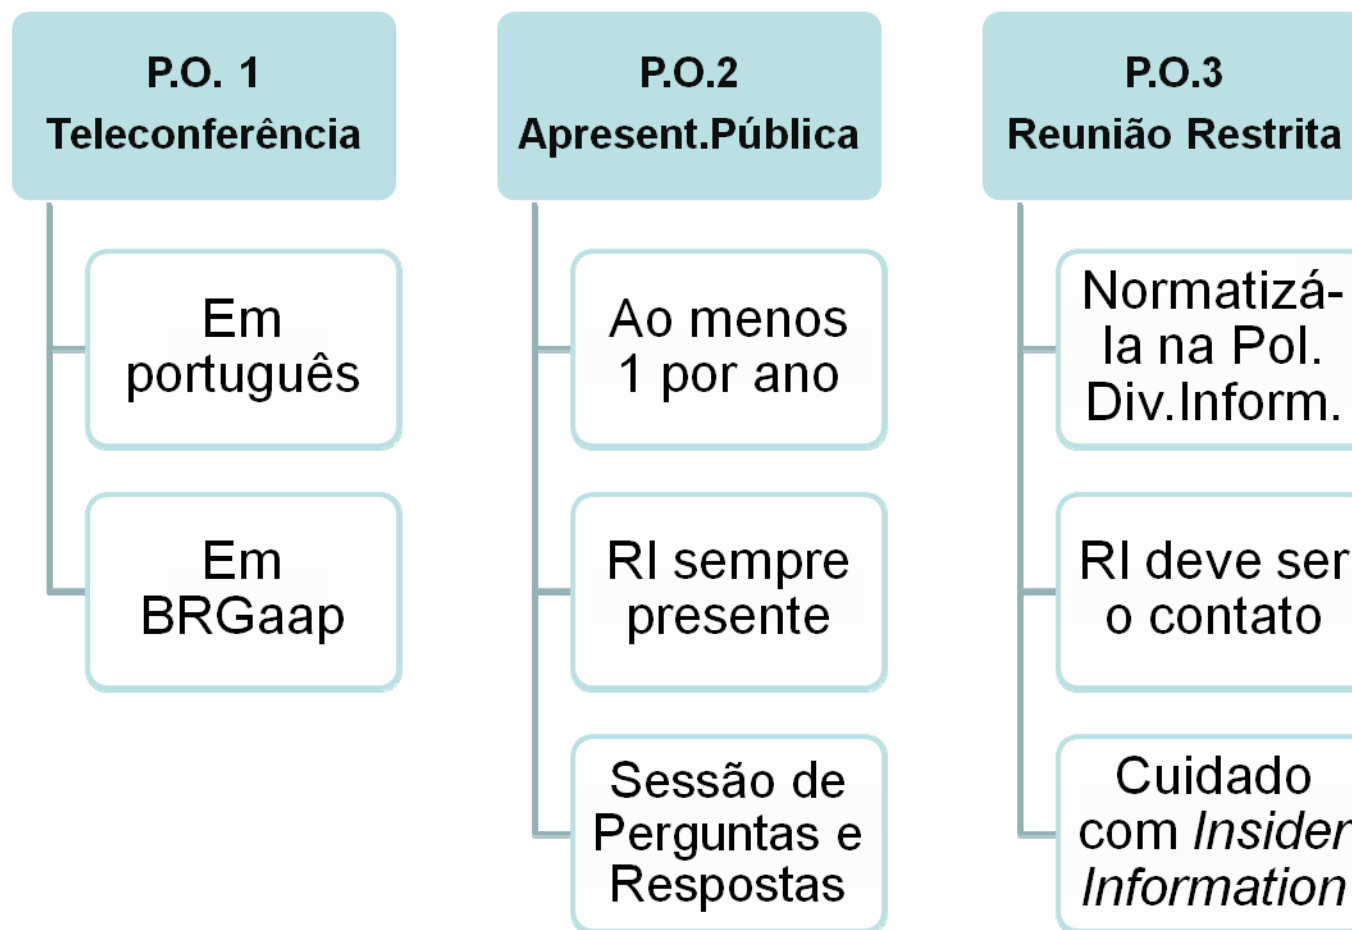 P.O. 1
Teleconferência
Em
português
Em
BRGaap
P.O.2
Apresent.Pública
Ao menos
1 por ano
RI sempre
presente
Sessão de
Perguntas e
Respostas
P.O.3
Reunião Restrita
Normatizá-
la na Pol.
Div.Inform.
RI deve ser
o contato
Cuidado
com Insider
Information